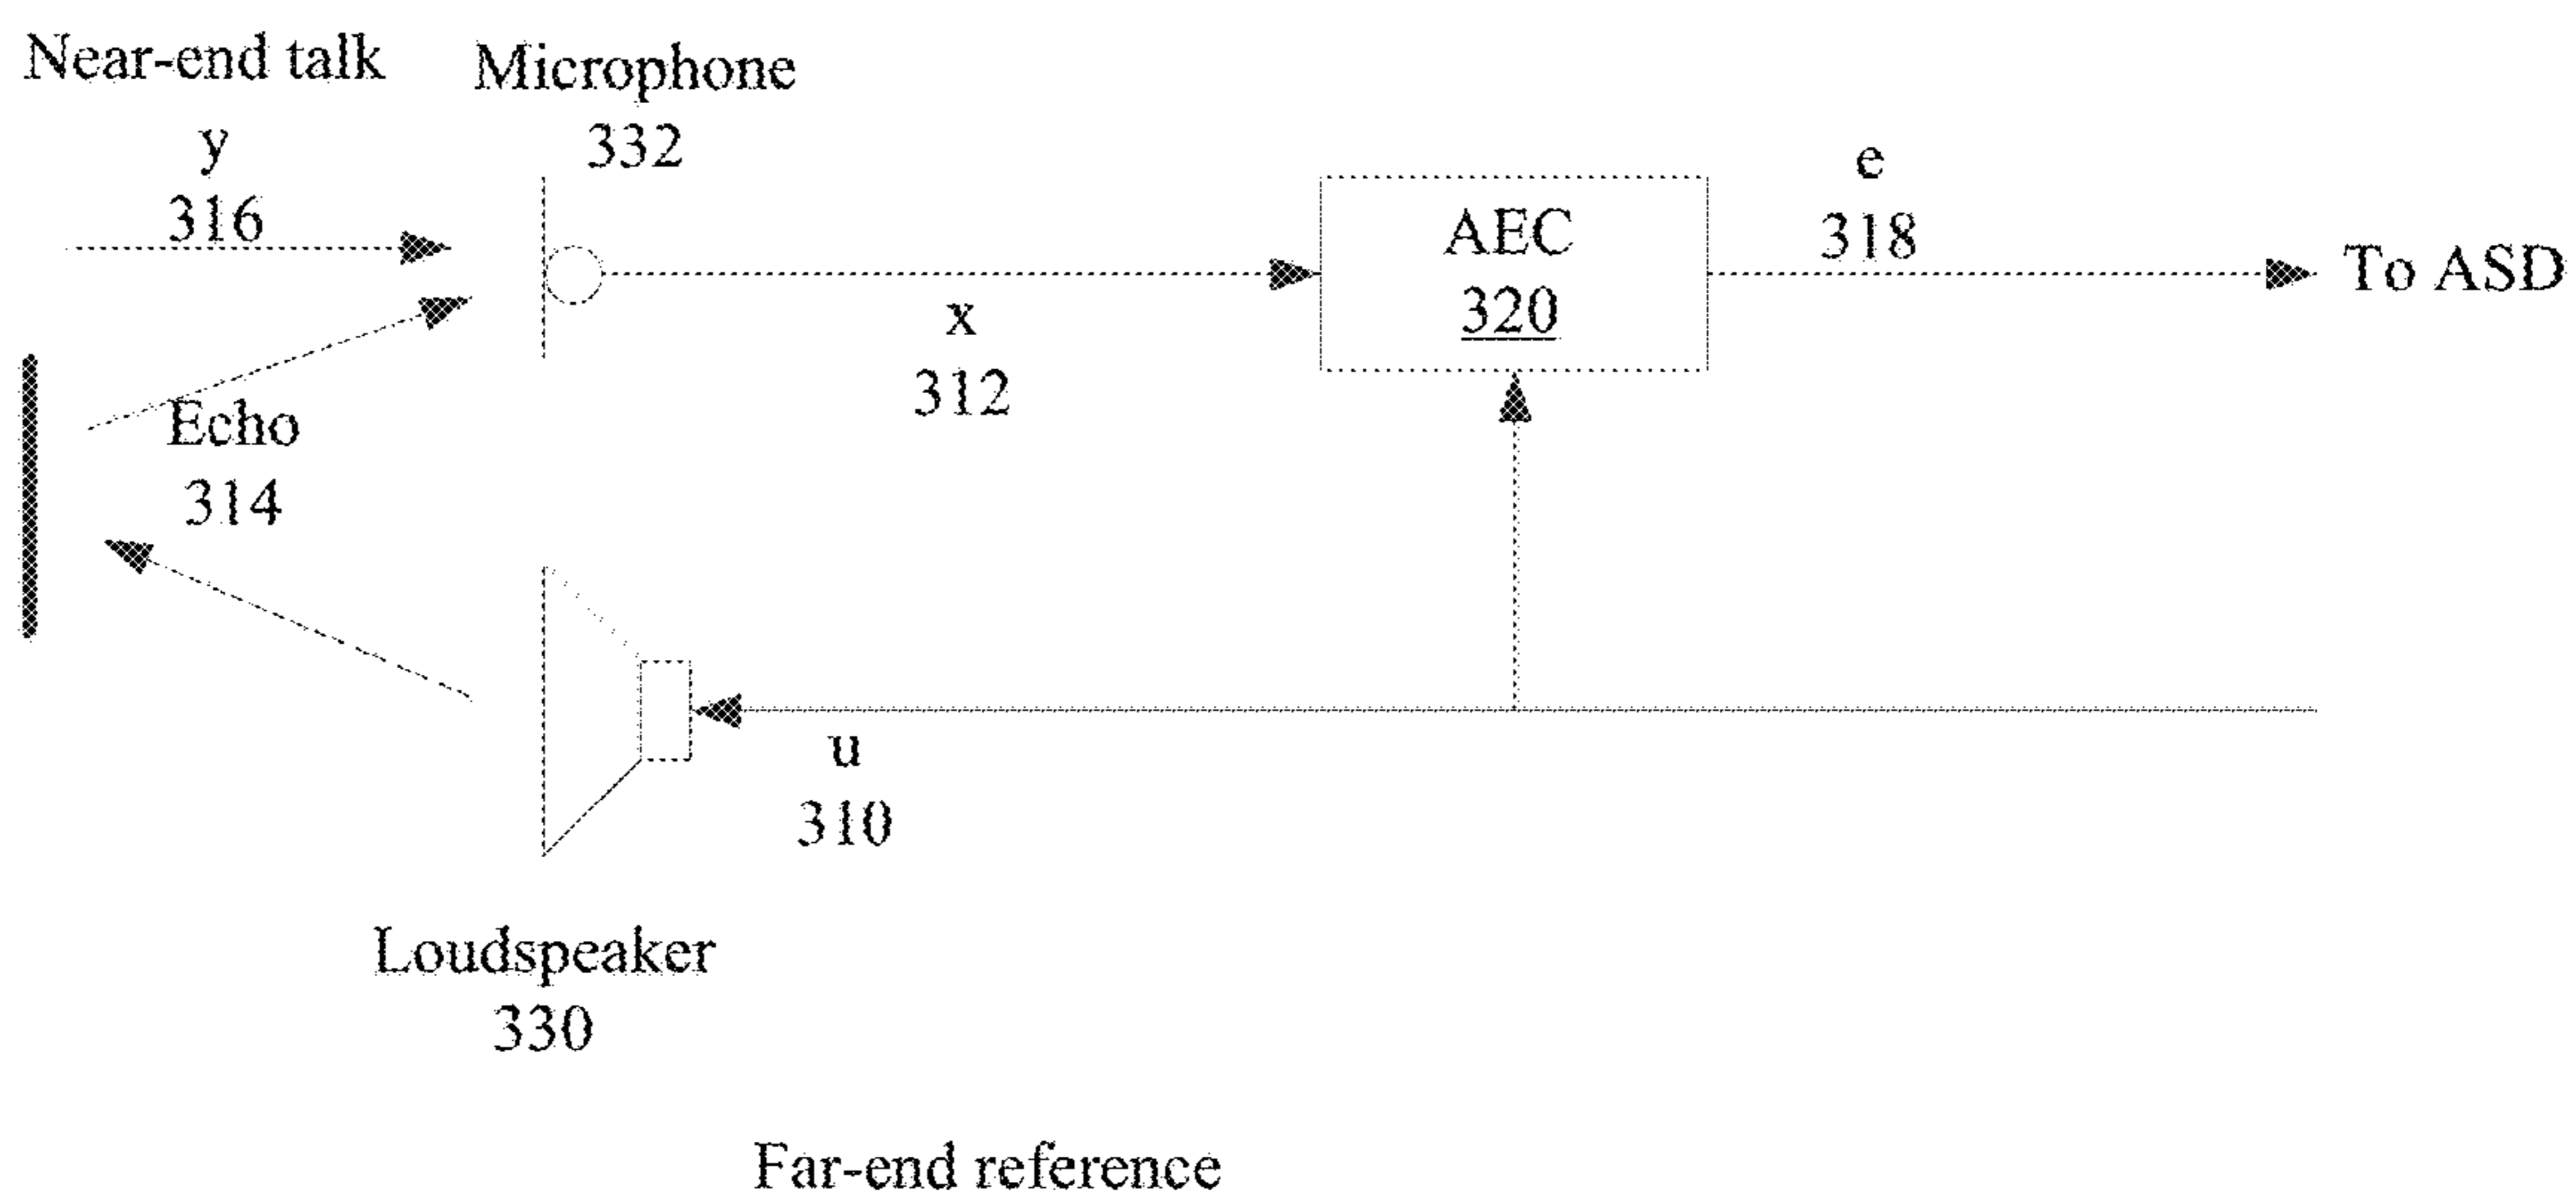 Near-end talk
y
316
Microphone
332
AEC
320
e
318
To ASD
x
312
Echo
314
u
310
Loudspeaker
330
Far-end reference